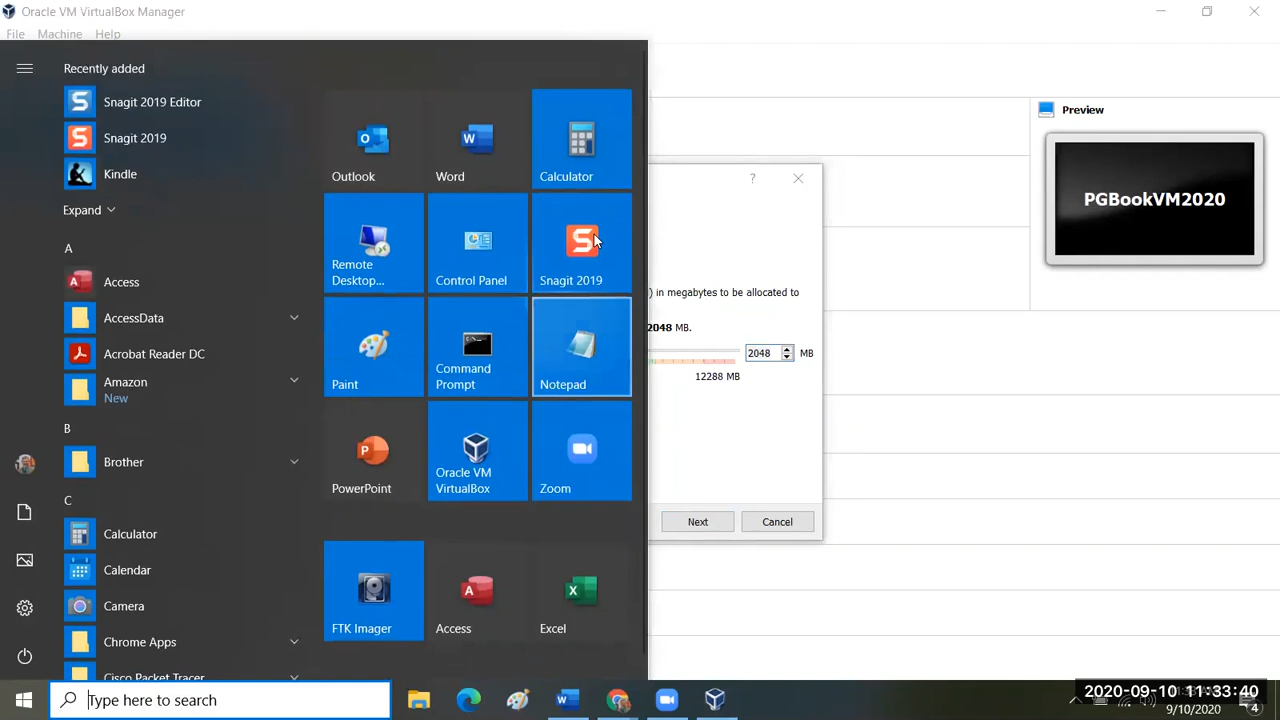 Oracle VM VirtualBox Manager
File Machine Help
Recently added
Snagit 2019 Editor
Snagit 2019
Kindle
Expand
A
Access
AccessData
Acrobat Reader DC
Amazon
New
B
Brother
C
Calculator
Calendar
Camera
Chrome Apps
Cisco Packet Tracer
Outlook
Word
Calculator
Remote
Desktop...
Control Panel
Snagit 2019
Paint
Command
Prompt
Notepad
PowerPoint
Oracle VM
VirtualBox
Zoom
FTK Imager
Access
Excel
) in megabytes to be allocated to
2048 MB.
2048 MB
12288 MB
Next Cancel
Preview
PGBookVM2020
Type here to search
2020-09-10 11:33:40
9/10/2020
4